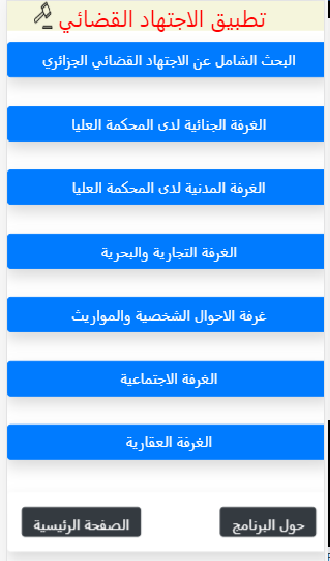 تطبيق الاجتهاد القضائي
البحث الشامل عن الاجتهاد القضائي الجزائري
الغرفة الجنائية لدى المحكمة العليا
الغرفة المدنية لدى المحكمة العليا
الغرفة التجارية والبحرية
غرفة الاحوال الشخصية والمواريث
الغرفة الاجتماعية
الغرفة العقارية
حول البرنامج
الصفحة الرئيسية